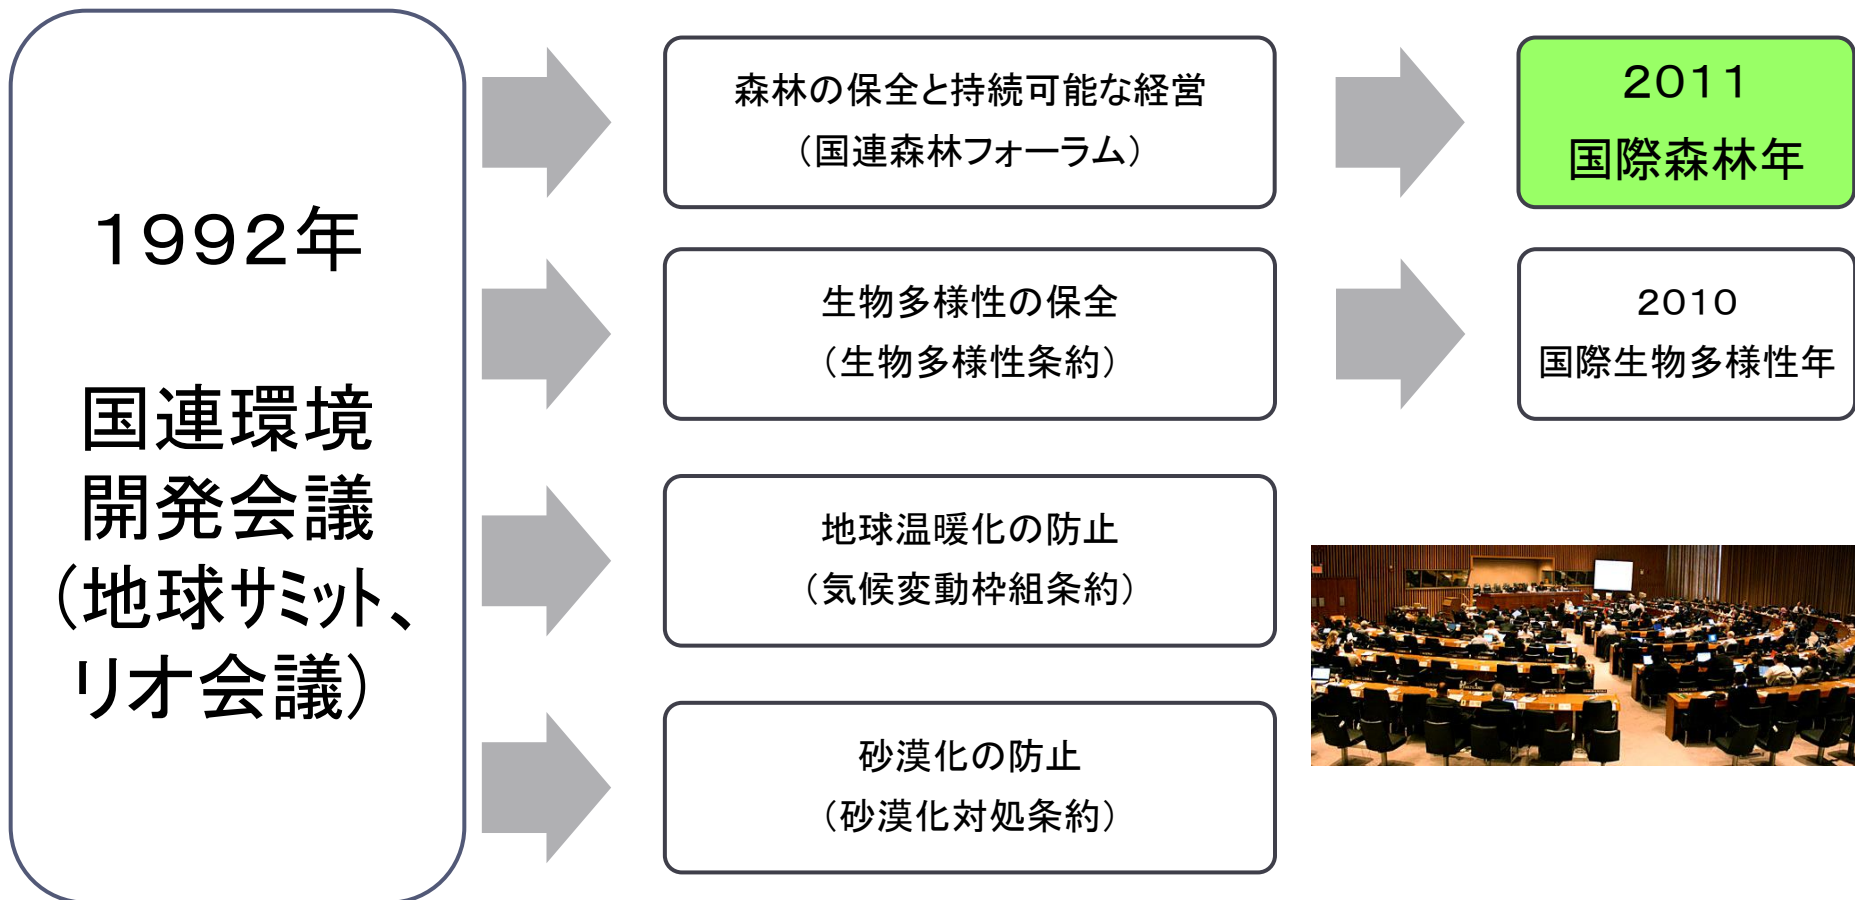 1992年
国連環境
開発会議
（地球サミット、
リオ会議）
森林の保全と持続可能な経営
（国連森林フォーラム）
2011
国際森林年
生物多様性の保全
（生物多様性条約）
2010
国際生物多様性年
地球温暖化の防止
（気候変動枠組条約）
砂漠化の防止
（砂漠化対処条約）